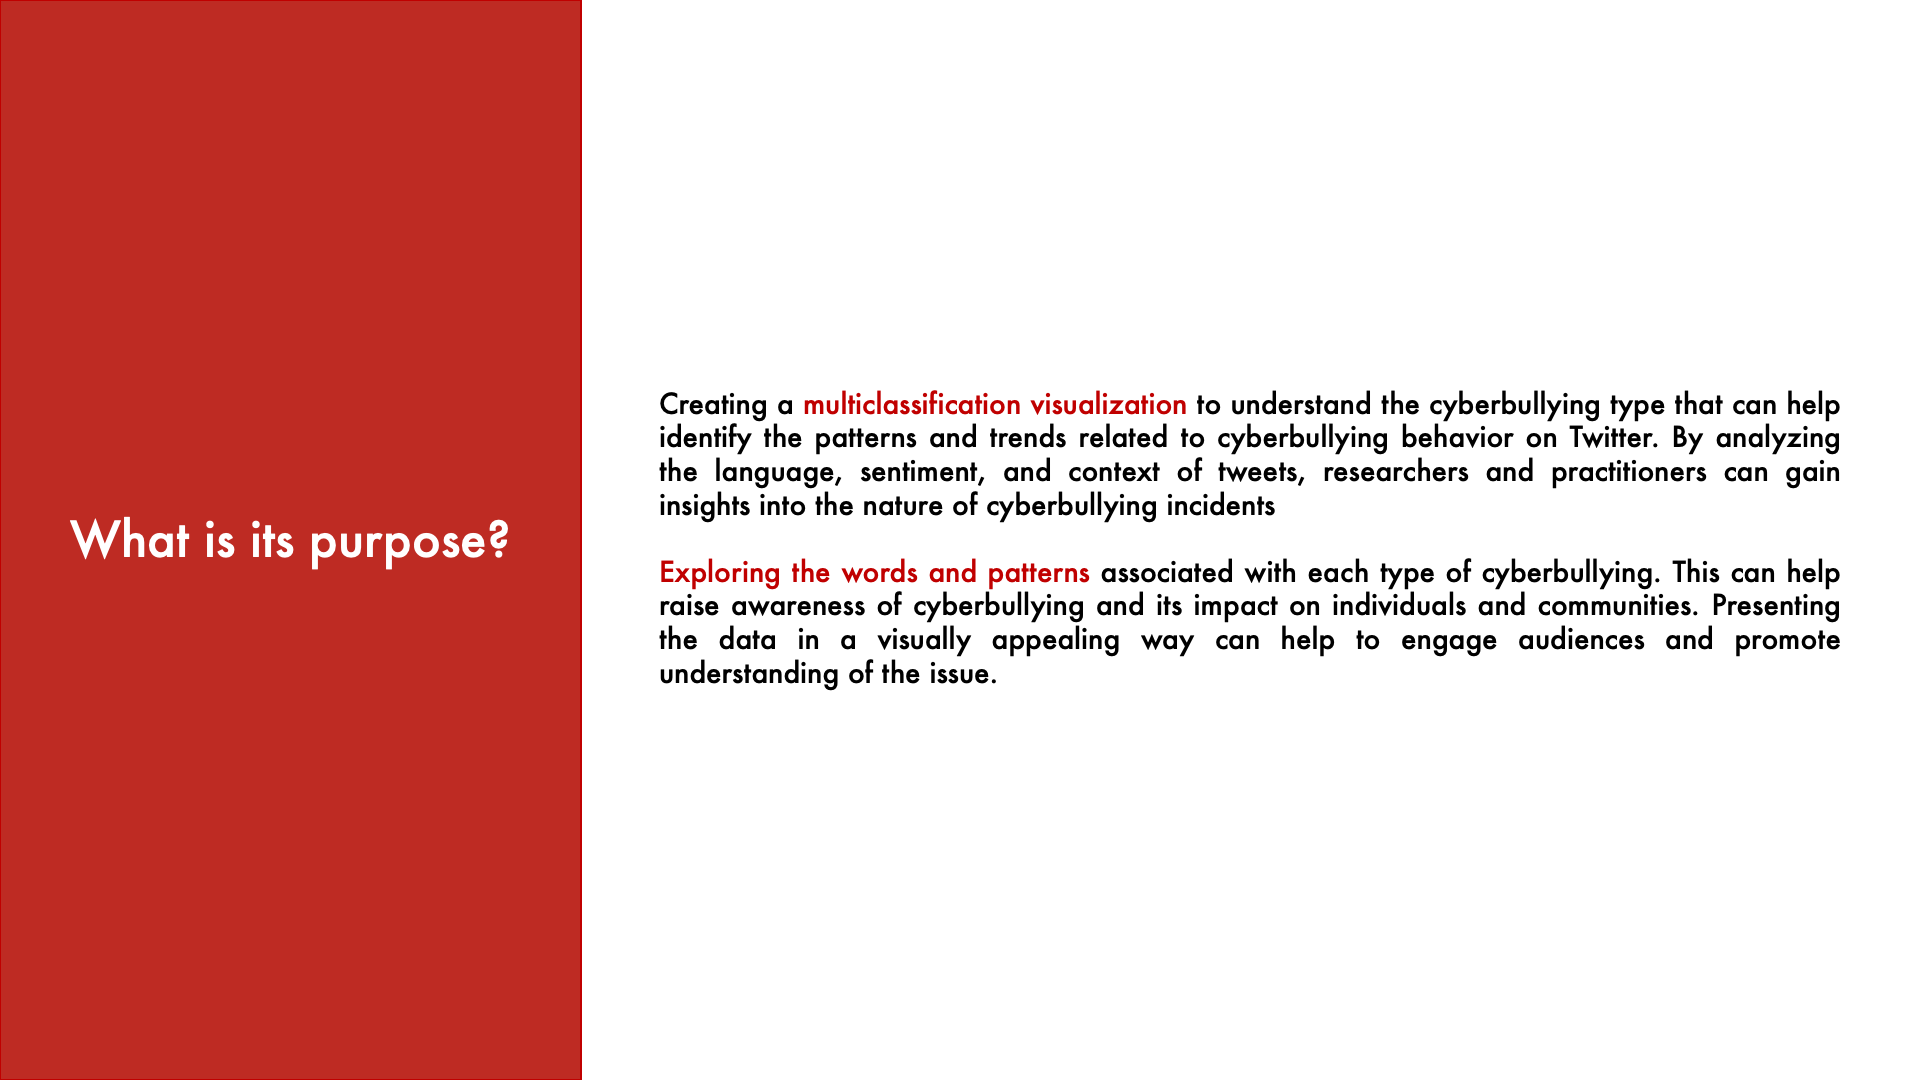 What is its purpose?
Creating a multiclassification visualization to understand the cyberbullying type that can help
identify the patterns and trends related to cyberbullying behavior on Twitter. By analyzing
the language, sentiment, and context of tweets, researchers and practitioners can gain
insights into the nature of cyberbullying incidents
Exploring the words and patterns associated with each type of cyberbullying. This can help
raise awareness of cyberbullying and its impact on individuals and communities. Presenting
the data in a visually appealing way can help to engage audiences and promote
understanding of the issue.